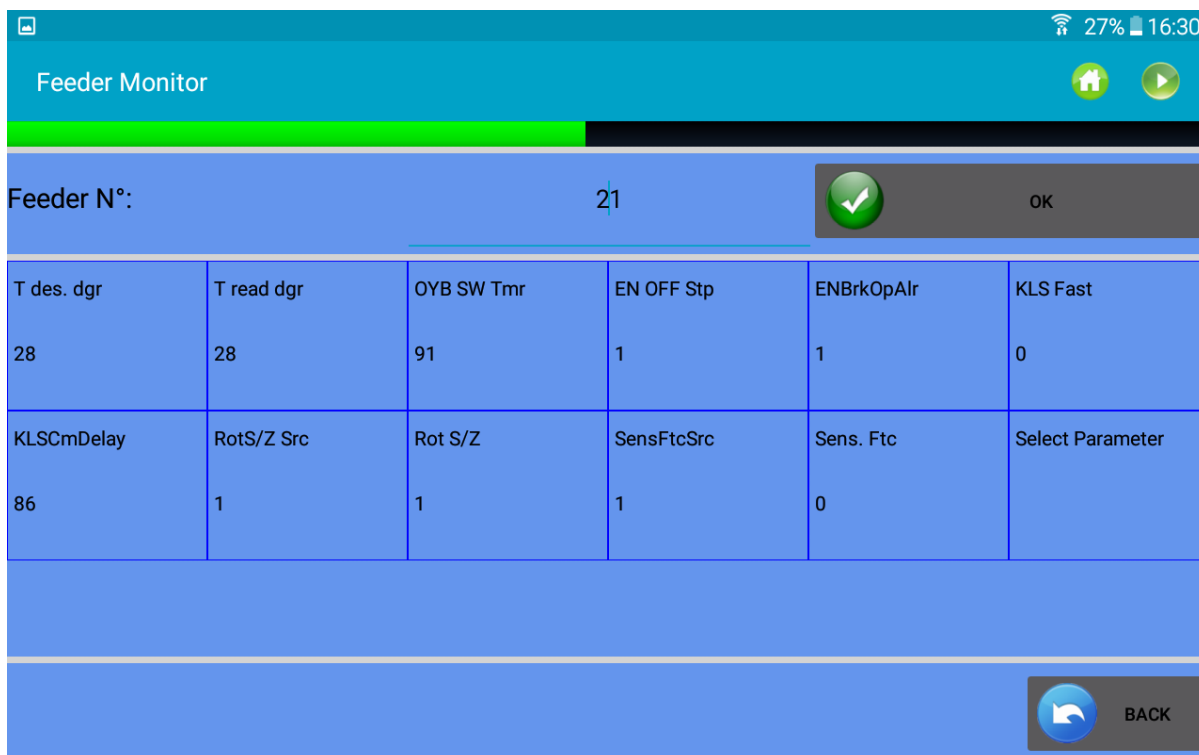 27% 16:30
Feeder Monitor
Feeder N°: 21 OK
T des. dgr T read dgr OYB SW Tmr EN OFF Stp ENBrkOpAlr KLS Fast
28 28 91 1 1 0
KLSCmDelay RotS/Z Src Rot S/Z SensFtcSrc Sens. Ftc Select Parameter
86 1 1 1 0
BACK